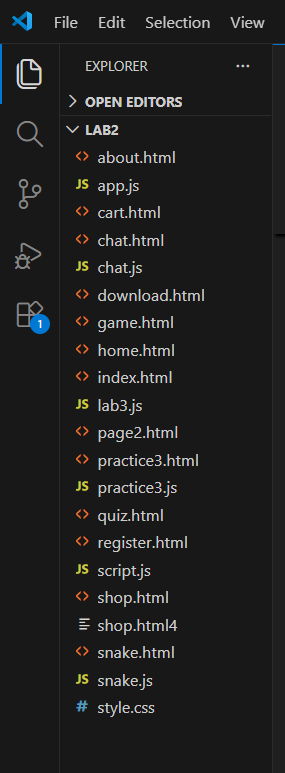 File Edit Selection View
EXPLORER ···
OPEN EDITORS
LAB2
<> about.html
JS app.js
<> cart.html
<> chat.html
JS chat.js
<> download.html
<> game.html
<> home.html
<> index.html
JS lab3.js
<> page2.html
<> practice3.html
JS practice3.js
<> quiz.html
<> register.html
JS script.js
<> shop.html
shop.html4
<> snake.html
JS snake.js
# style.css
1